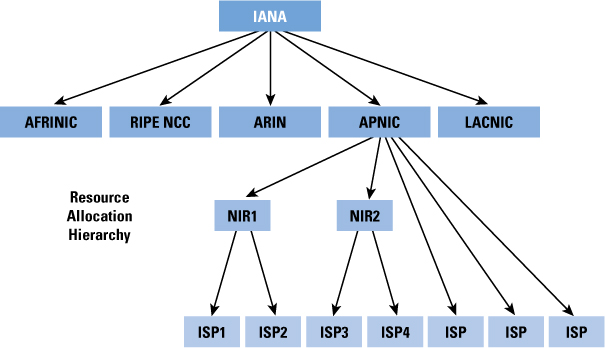 IANA
AFRINIC
RIPE NCC
ARIN
APNIC
LACNIC
Resource
Allocation
Hierarchy
NIR1
NIR2
ISP1
ISP2
ISP3
ISP4
ISP
ISP
ISP